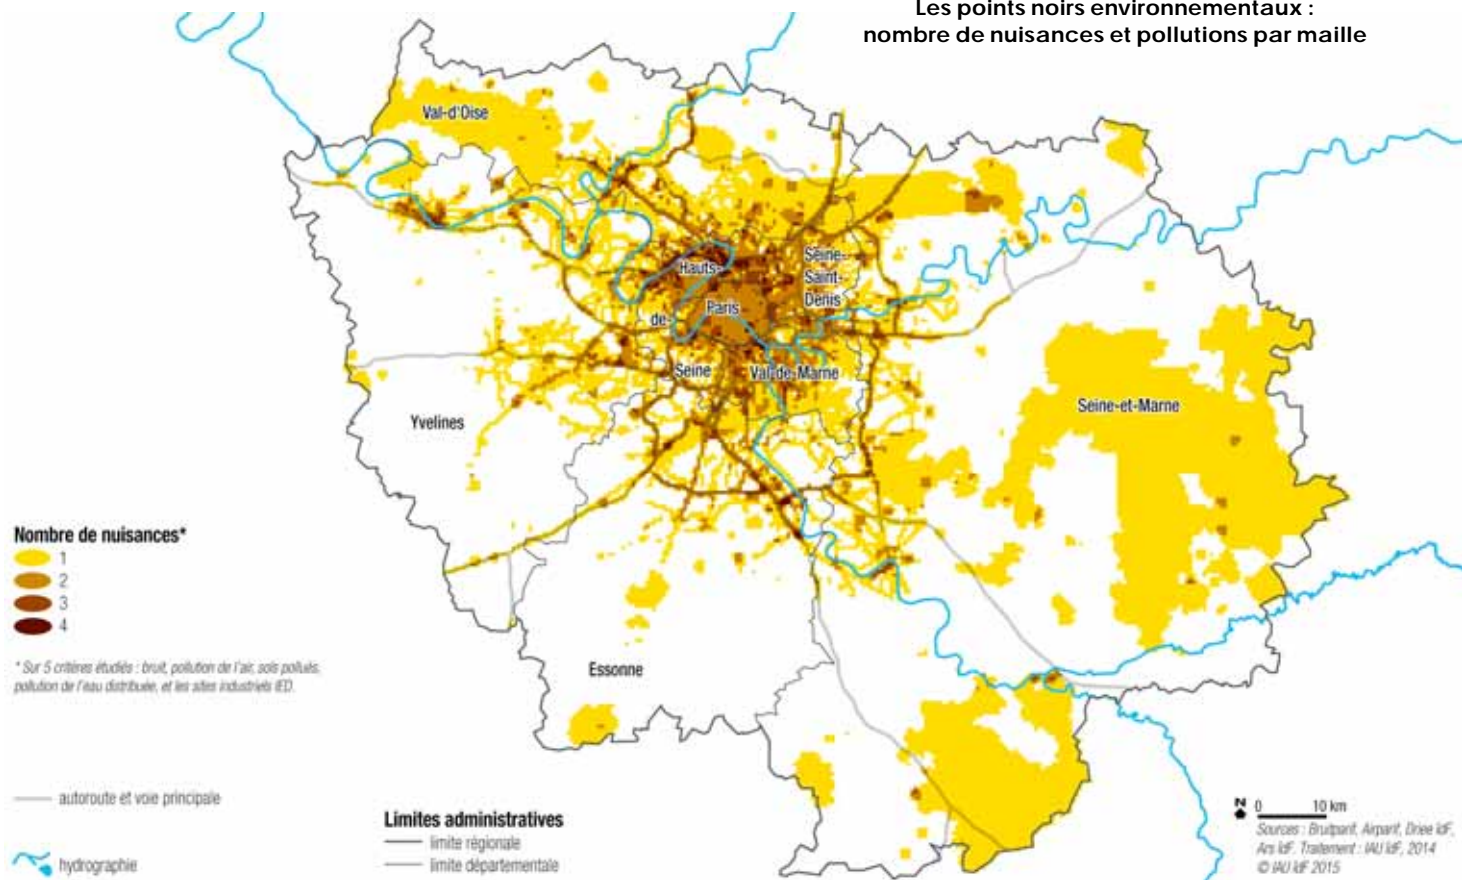 Les points noirs environnementaux :
nombre de nuisances et pollutions par maille
Val-d'Oise
Hauts-
de-
Seine
Paris
Seine-
Saint-
Denis
Val-de-Marne
Seine-et-Marne
Yvelines
Essonne
Nombre de nuisances*
1
2
3
4
* Sur 5 critères étudiés : bruit, pollution de l'air, sols pollués,
pollution de l'eau distribuée, et les sites industriels IED.
autoroute et voie principale
hydrographie
Limites administratives
limite régionale
limite départementale
N
0 10 km
Sources : Bruitparif, Airparif, Driee IdF,
Ars IdF. Traitement : IAU IdF, 2014
© IAU IdF 2015